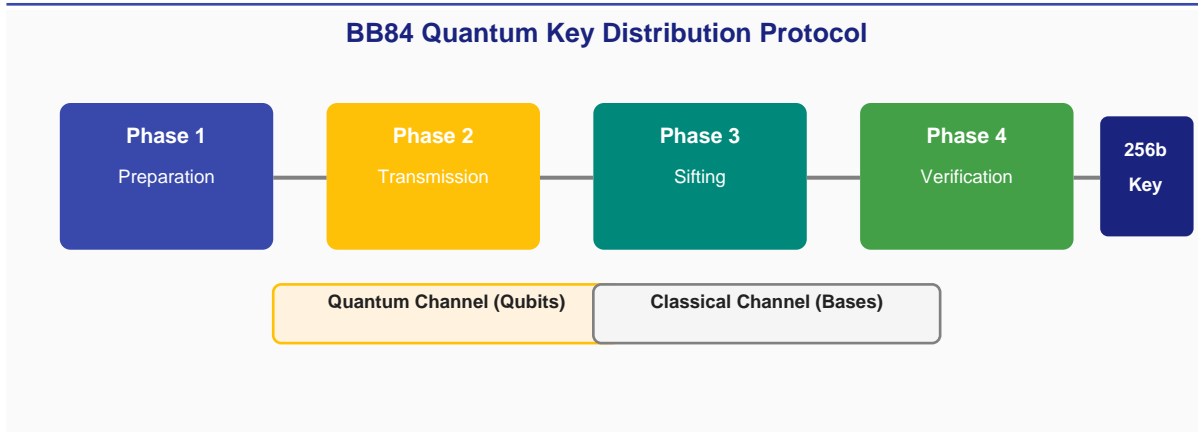 BB84 Quantum Key Distribution Protocol
Phase 1
Preparation
Phase 2
Transmission
Phase 3
Sifting
Phase 4
Verification
256b
Key
Quantum Channel (Qubits)
Classical Channel (Bases)